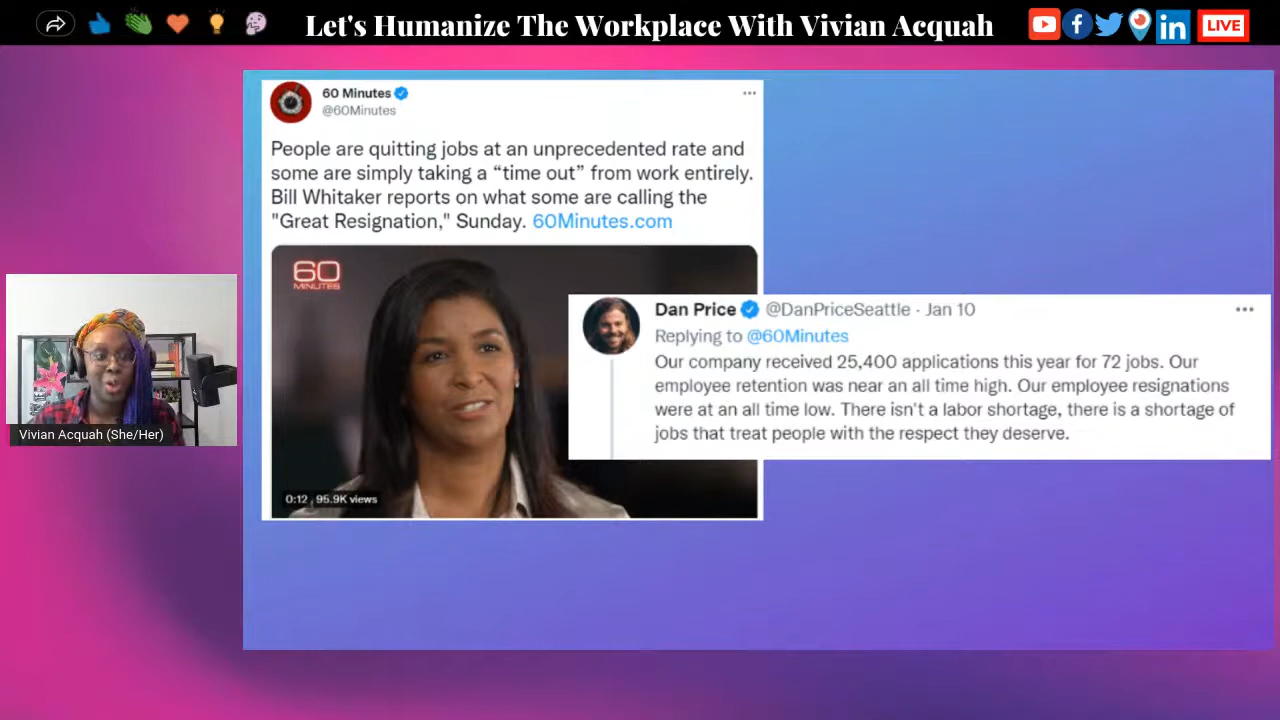 Let's Humanize The Workplace With Vivian Acquah
LIVE
60 Minutes
@60Minutes
People are quitting jobs at an unprecedented rate and
some are simply taking a “time out” from work entirely.
Bill Whitaker reports on what some are calling the
"Great Resignation," Sunday. 60Minutes.com
60
MINUTES
0:12 95.9K views
Dan Price @DanPriceSeattle · Jan 10
Replying to @60Minutes
Our company received 25,400 applications this year for 72 jobs. Our
employee retention was near an all time high. Our employee resignations
were at an all time low. There isn't a labor shortage, there is a shortage of
jobs that treat people with the respect they deserve.
Vivian Acquah (She/Her)